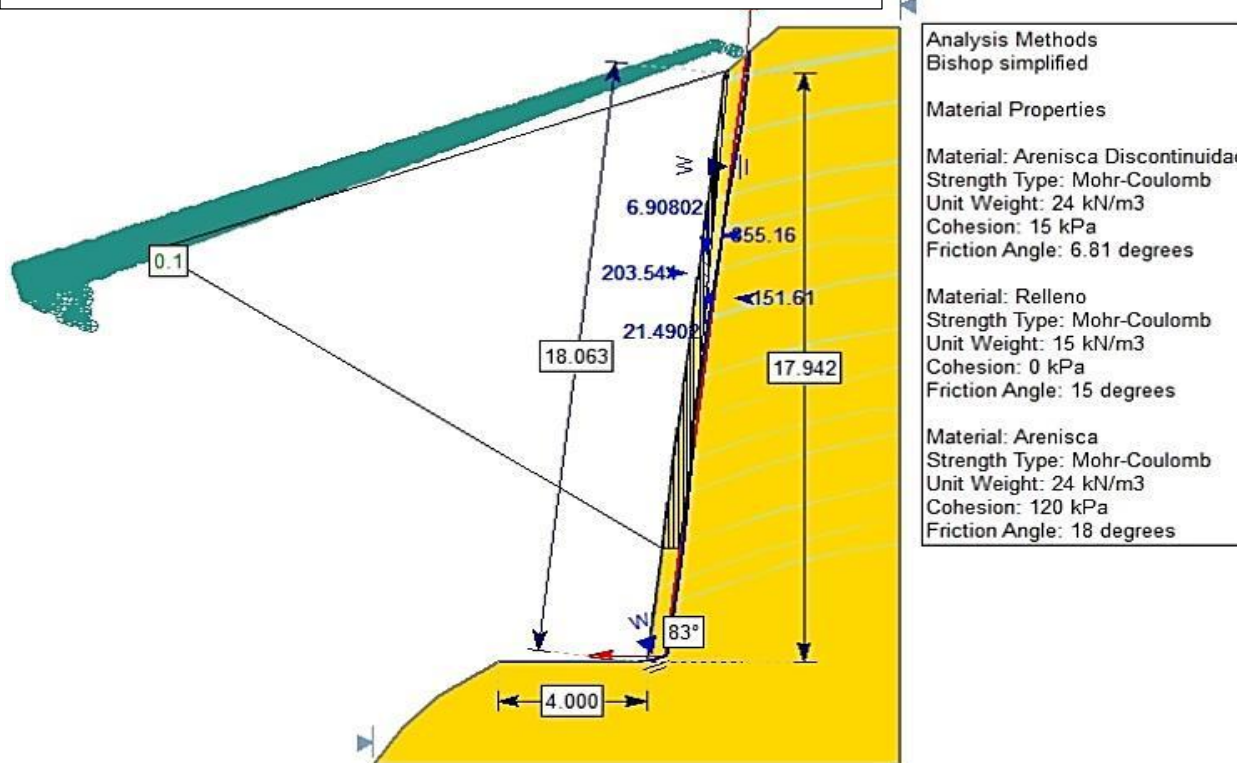 Analysis Methods
Bishop simplified
Material Properties
Material: Arenisca Discontinuidad
Strength Type: Mohr-Coulomb
Unit Weight: 24 kN/m3
Cohesion: 15 kPa
Friction Angle: 6.81 degrees
Material: Relleno
Strength Type: Mohr-Coulomb
Unit Weight: 15 kN/m3
Cohesion: 0 kPa
Friction Angle: 15 degrees
Material: Arenisca
Strength Type: Mohr-Coulomb
Unit Weight: 24 kN/m3
Cohesion: 120 kPa
Friction Angle: 18 degrees
W
6.90802
355.16
0.1
203.54
151.61
21.4902
18.063
17.942
W
83°
4.000